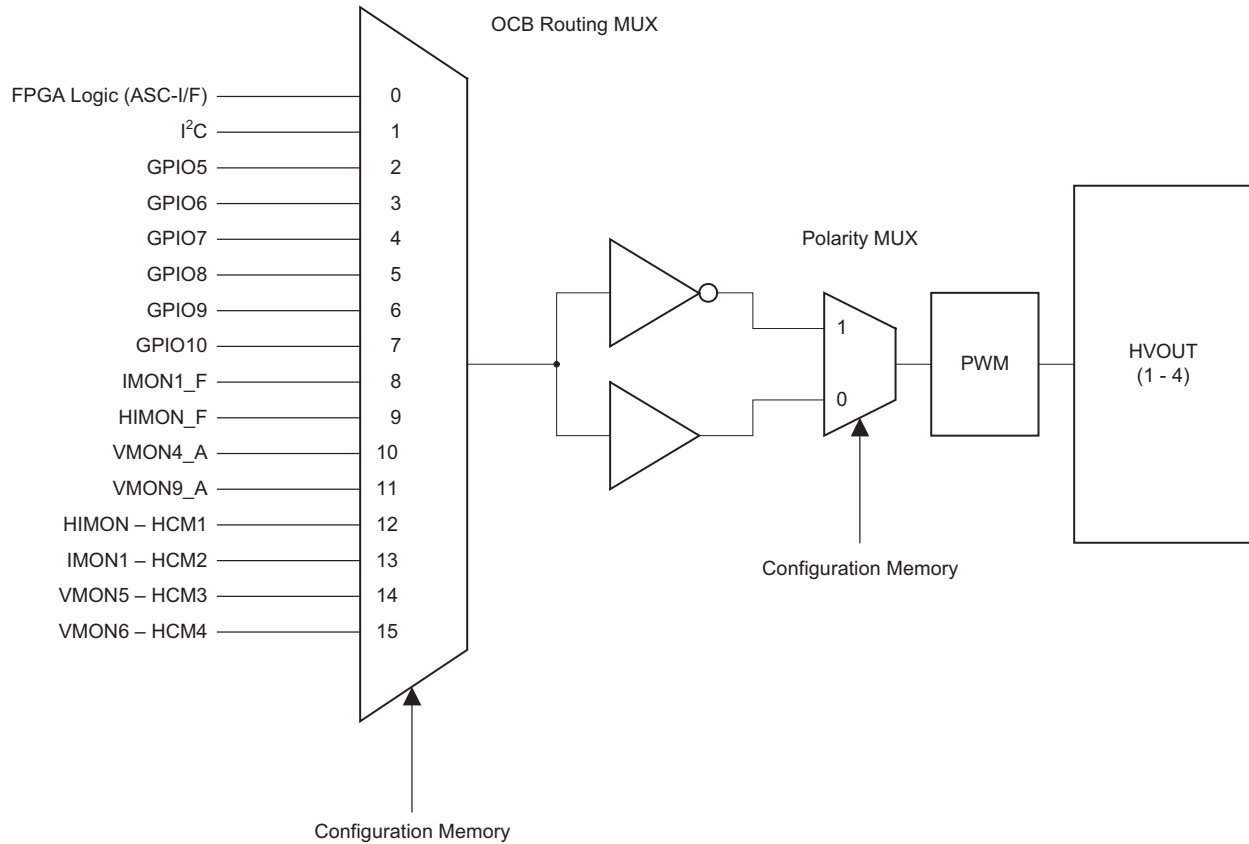 OCB Routing MUX
FPGA Logic (ASC-I/F)
0
I²C
1
GPIO5
2
GPIO6
3
GPIO7
4
GPIO8
5
GPIO9
6
GPIO10
7
IMON1_F
8
HIMON_F
9
VMON4_A
10
VMON9_A
11
HIMON – HCM1
12
IMON1 – HCM2
13
VMON5 – HCM3
14
VMON6 – HCM4
15
Configuration Memory
Polarity MUX
1
0
Configuration Memory
PWM
HVOUT
(1 - 4)